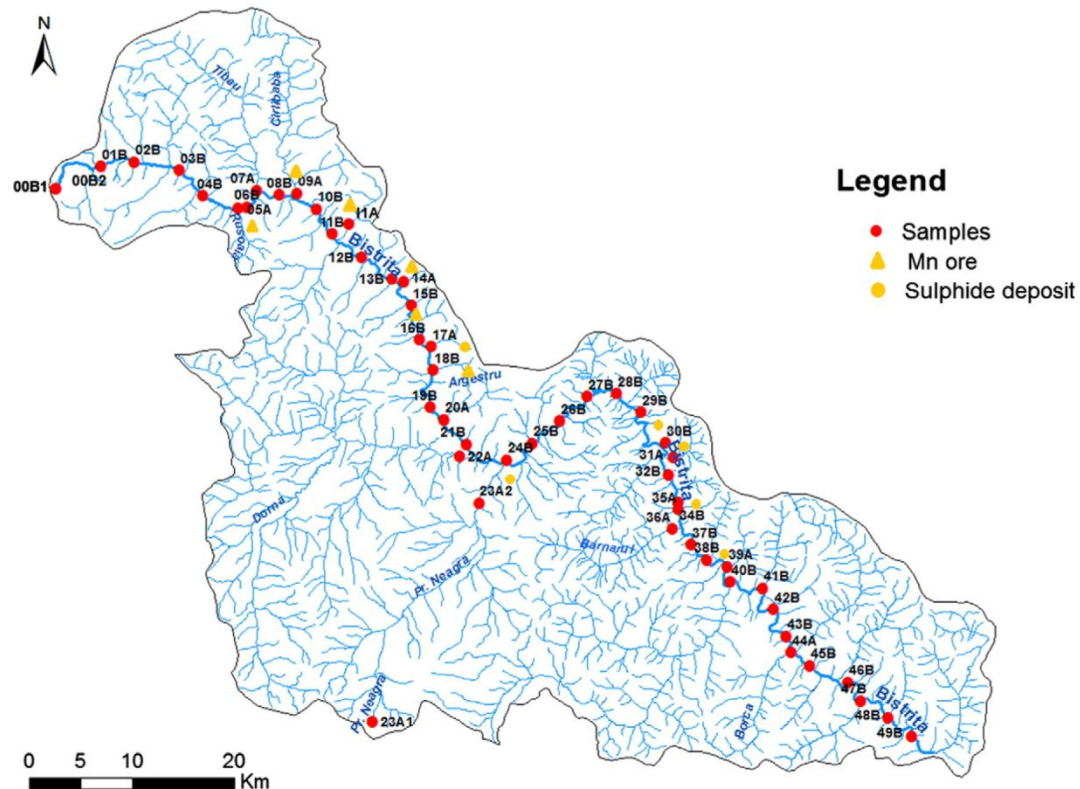 N
Tibau
Cirlibaba
01B
02B
03B
00B1
00B2
04B
07A
06B
05A
08B
09A
10B
Rusoaia
I1A
11B
Bistrita
12B
13B
14A
15B
16B
17A
18B
Argestru
19B
20A
21B
22A
23A2
24B
25B
26B
27B
28B
29B
30B
31A
Bistrita
32B
35A
34B
36A
37B
38B
39A
40B
41B
42B
43B
44A
45B
46B
47B
48B
49B
Bistrita
Dorna
Barnarul
Pr. Neagra
Pr. Neagra
23A1
Borca
Legend
Samples
Mn ore
Sulphide deposit
0 5 10 20
Km